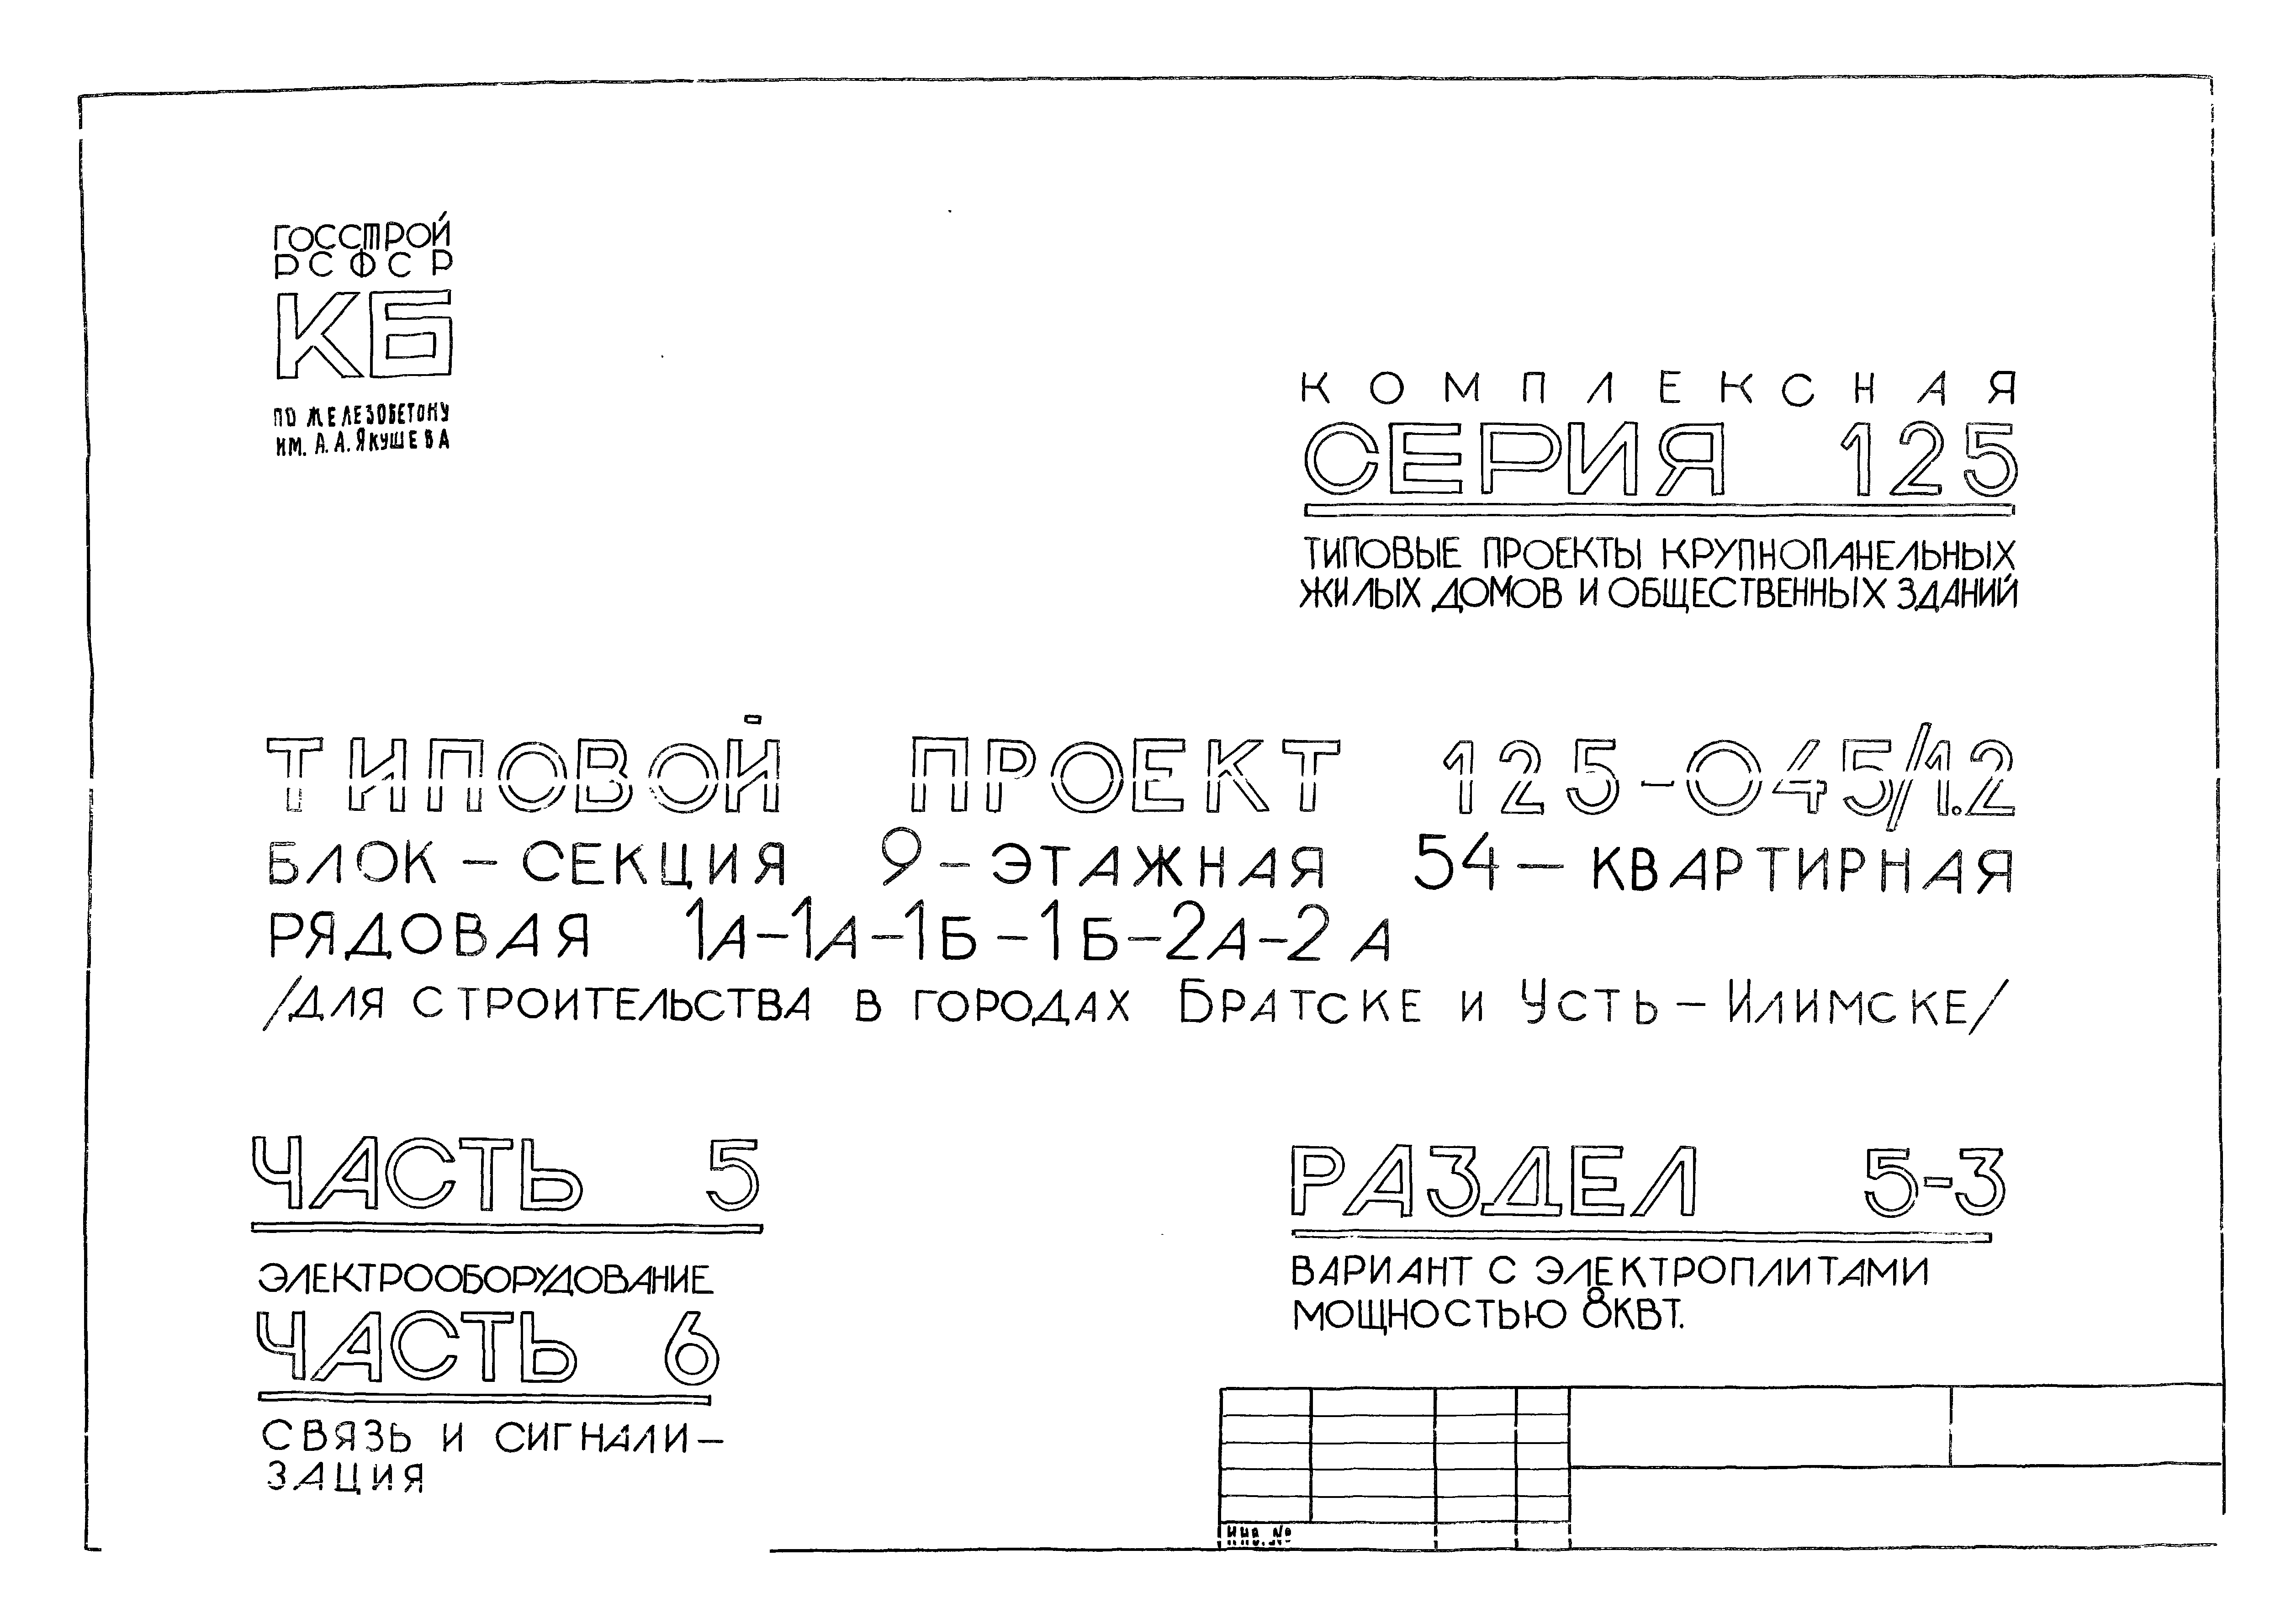 ГОССТРОЙ
РСФСР
КБ
ПО ЖЕЛЕЗОБЕТОНУ
ИМ. А.А.ЯКУШЕВА
КОМПЛЕКСНАЯ
СЕРИЯ 125
ТИПОВЫЕ ПРОЕКТЫ КРУПНОПАНЕЛЬНЫХ
ЖИЛЫХ ДОМОВ И ОБЩЕСТВЕННЫХ ЗДАНИЙ
ТИПОВОЙ ПРОЕКТ 125-045/1.2
БЛОК-СЕКЦИЯ 9-ЭТАЖНАЯ 54-КВАРТИРНАЯ
РЯДОВАЯ 1А-1А-1Б-1Б-2А-2А
/ДЛЯ СТРОИТЕЛЬСТВА В ГОРОДАХ БРАТСКЕ И УСТЬ-ИЛИМСКЕ/
ЧАСТЬ 5
ЭЛЕКТРООБОРУДОВАНИЕ
ЧАСТЬ 6
СВЯЗЬ И СИГНАЛИ-
ЗАЦИЯ
РАЗДЕЛ 5-3
ВАРИАНТ С ЭЛЕКТРОПЛИТАМИ
МОЩНОСТЬЮ 8КВТ.
ИНВ. №